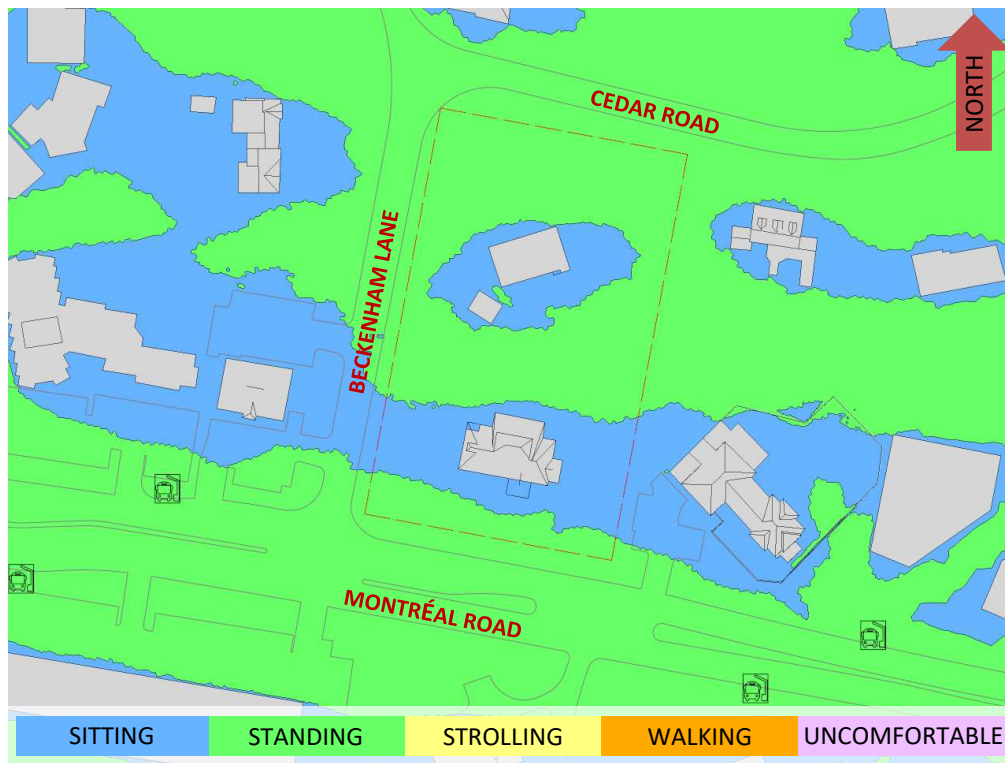 NORTH
CEDAR ROAD
BECKENHAM LANE
MONTRÉAL ROAD
SITTING
STANDING
STROLLING
WALKING
UNCOMFORTABLE